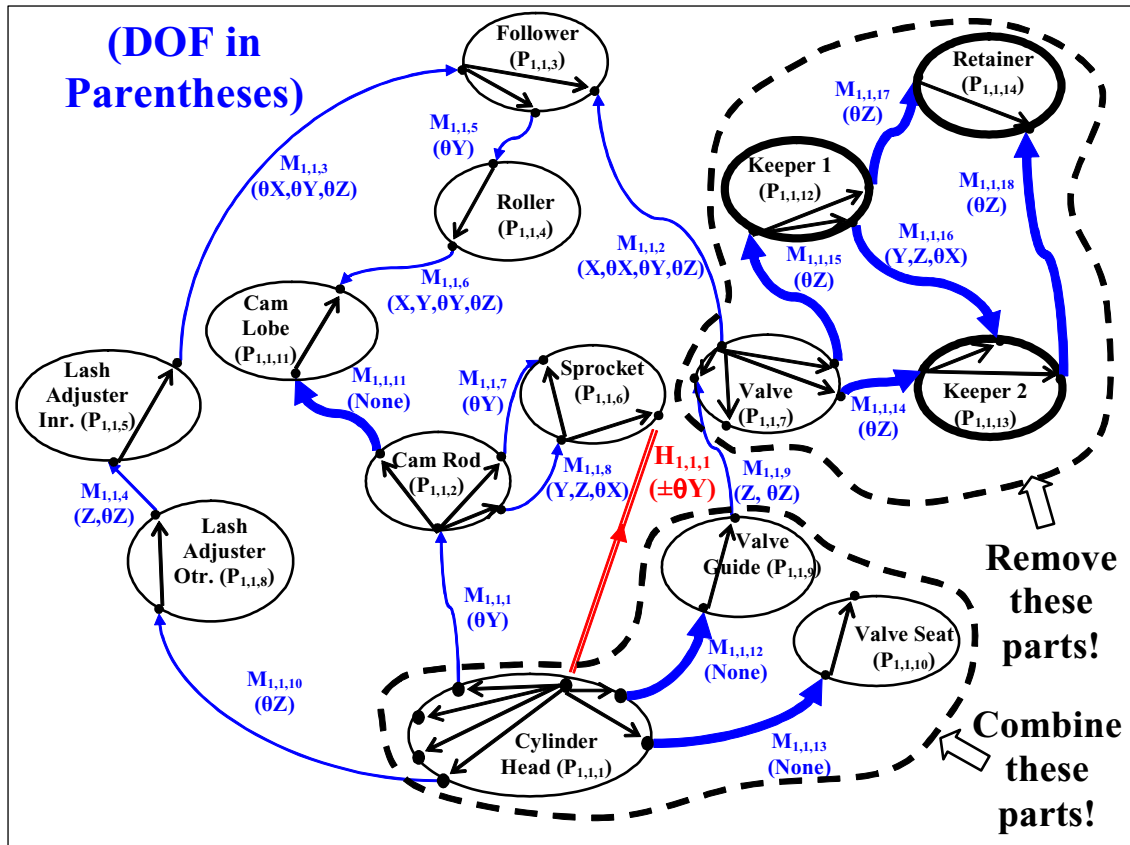 (DOF in
Parentheses)
Follower
(P1,1,3)
Retainer
(P1,1,14)
M1,1,17
(θZ)
M1,1,5
(θY)
Keeper 1
(P1,1,12)
M1,1,3
(θX,θY,θZ)
Roller
(P1,1,4)
M1,1,18
(θZ)
M1,1,2
(X,θX,θY,θZ)
M1,1,16
(Y,Z,θX)
M1,1,15
(θZ)
M1,1,6
(X,Y,θY,θZ)
Cam
Lobe
(P1,1,11)
Lash
Adjuster
Inr. (P1,1,5)
M1,1,11
(None)
M1,1,7
(θY)
Sprocket
(P1,1,6)
Valve
(P1,1,7)
Keeper 2
(P1,1,13)
M1,1,14
(θZ)
Cam Rod
(P1,1,2)
M1,1,8
(Y,Z,θX)
H1,1,1
(±θY)
M1,1,9
(Z, θZ)
M1,1,4
(Z,θZ)
Lash
Adjuster
Otr. (P1,1,8)
Valve
Guide (P1,1,9)
Remove
these
parts!
M1,1,1
(θY)
Valve Seat
(P1,1,10)
M1,1,12
(None)
M1,1,10
(θZ)
Cylinder
Head (P1,1,1)
M1,1,13
(None)
Combine
these
parts!